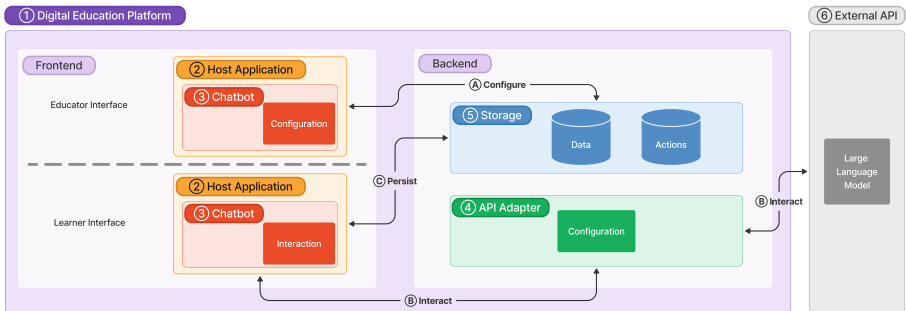 ① Digital Education Platform
⑥ External API
Frontend
Backend
② Host Application
③ Chatbot
Configuration
Educator Interface
Ⓐ Configure
⑤ Storage
Data
Actions
Ⓒ Persist
② Host Application
③ Chatbot
Interaction
Learner Interface
④ API Adapter
Configuration
Ⓑ Interact
Large
Language
Model
Ⓑ Interact